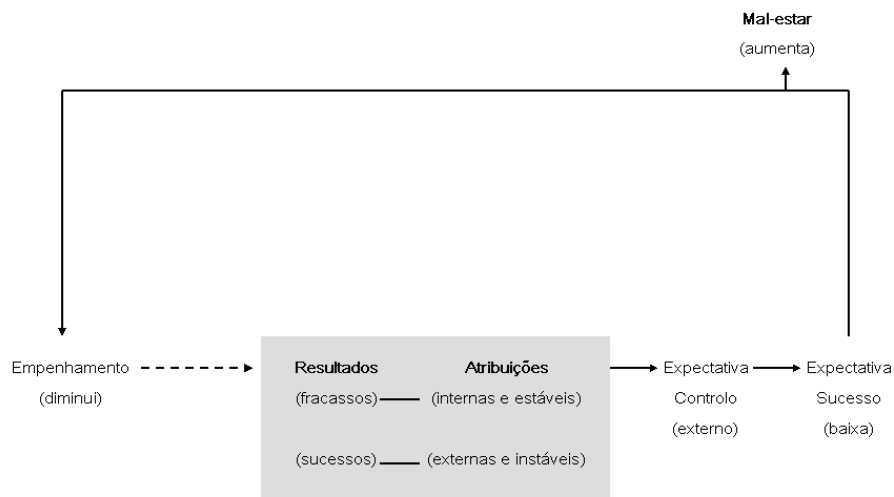 Mal-estar
(aumenta)
Empenhamento
(diminui)
Resultados
Atribuições
(fracassos)
(internas e estáveis)
(sucessos)
(externas e instáveis)
Expectativa
Controlo
(externo)
Expectativa
Sucesso
(baixa)